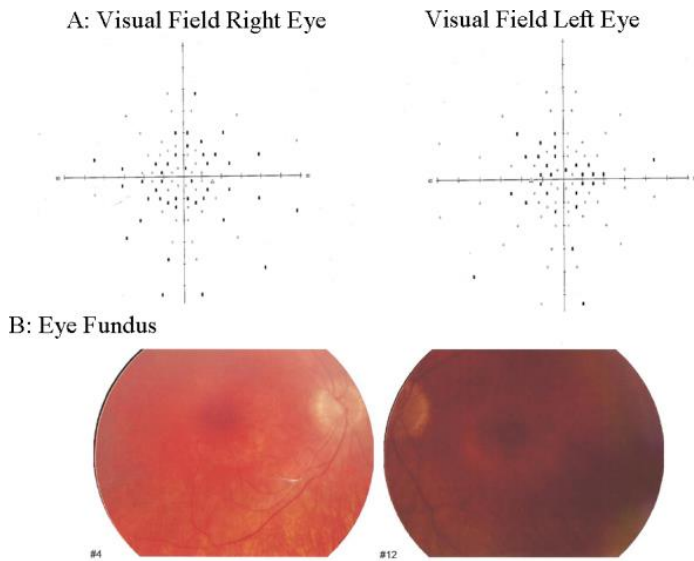 A: Visual Field Right Eye
Visual Field Left Eye
B: Eye Fundus
#4
#12